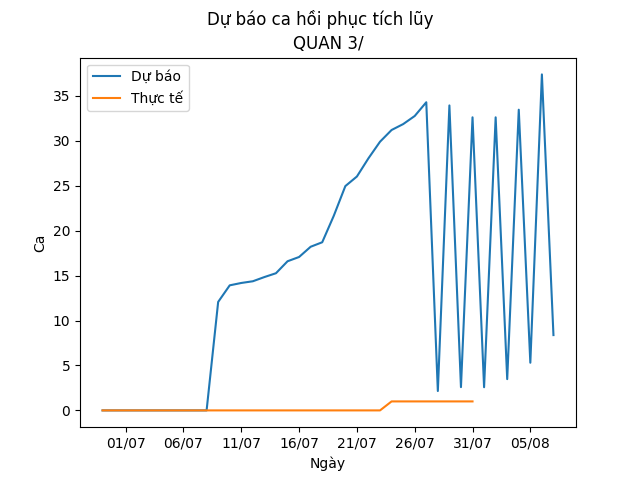 Dự báo ca hồi phục tích lũy
QUAN 3/
Dự báo
Thực tế
35
30
25
20
15
10
5
0
Ca
01/07 06/07 11/07 16/07 21/07 26/07 31/07 05/08
Ngày